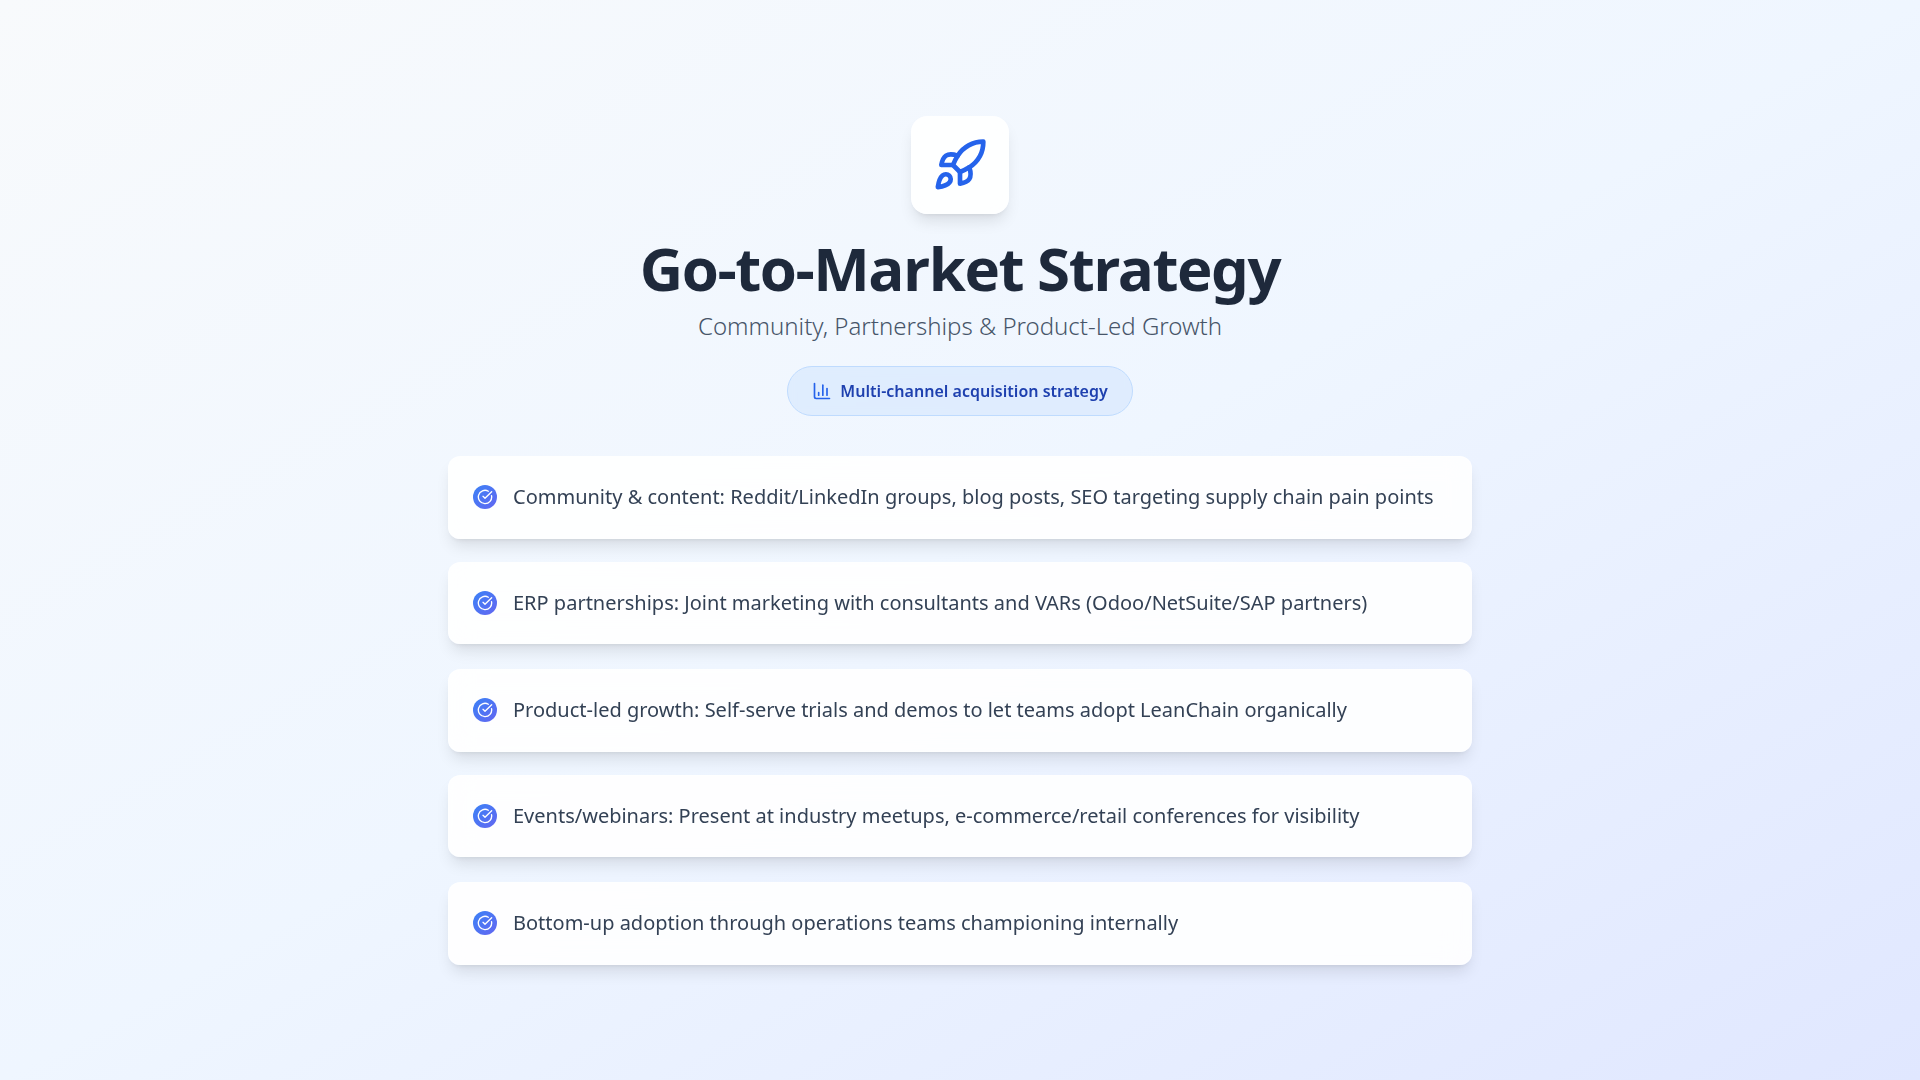 Go-to-Market Strategy
Community, Partnerships & Product-Led Growth
Multi-channel acquisition strategy
Community & content: Reddit/LinkedIn groups, blog posts, SEO targeting supply chain pain points
ERP partnerships: Joint marketing with consultants and VARs (Odoo/NetSuite/SAP partners)
Product-led growth: Self-serve trials and demos to let teams adopt LeanChain organically
Events/webinars: Present at industry meetups, e-commerce/retail conferences for visibility
Bottom-up adoption through operations teams championing internally